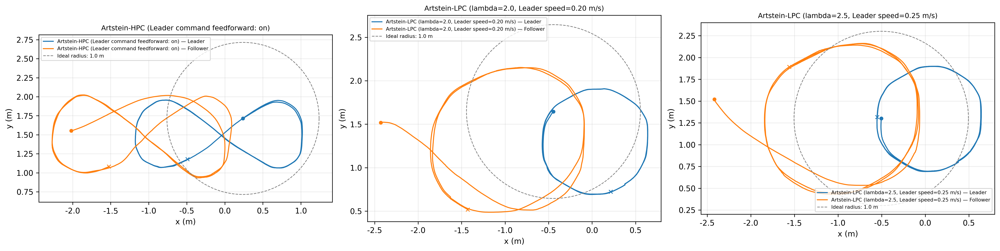 Artstein-HPC (Leader command feedforward: on)
Artstein-HPC (Leader command feedforward: on) — Leader
Artstein-HPC (Leader command feedforward: on) — Follower
Ideal radius: 1.0 m
2.75
2.50
2.25
2.00
1.75
1.50
1.25
1.00
0.75
y (m)
-2.0 -1.5 -1.0 -0.5 0.0 0.5 1.0
x (m)
Artstein-LPC (lambda=2.0, Leader speed=0.20 m/s)
Artstein-LPC (lambda=2.0, Leader speed=0.20 m/s) — Leader
Artstein-LPC (lambda=2.0, Leader speed=0.20 m/s) — Follower
Ideal radius: 1.0 m
2.5
2.0
1.5
1.0
0.5
y (m)
-2.5 -2.0 -1.5 -1.0 -0.5 0.0 0.5
x (m)
Artstein-LPC (lambda=2.5, Leader speed=0.25 m/s)
2.25
2.00
1.75
1.50
1.25
1.00
0.75
0.50
0.25
y (m)
Artstein-LPC (lambda=2.5, Leader speed=0.25 m/s) — Leader
Artstein-LPC (lambda=2.5, Leader speed=0.25 m/s) — Follower
Ideal radius: 1.0 m
-2.5 -2.0 -1.5 -1.0 -0.5 0.0 0.5
x (m)